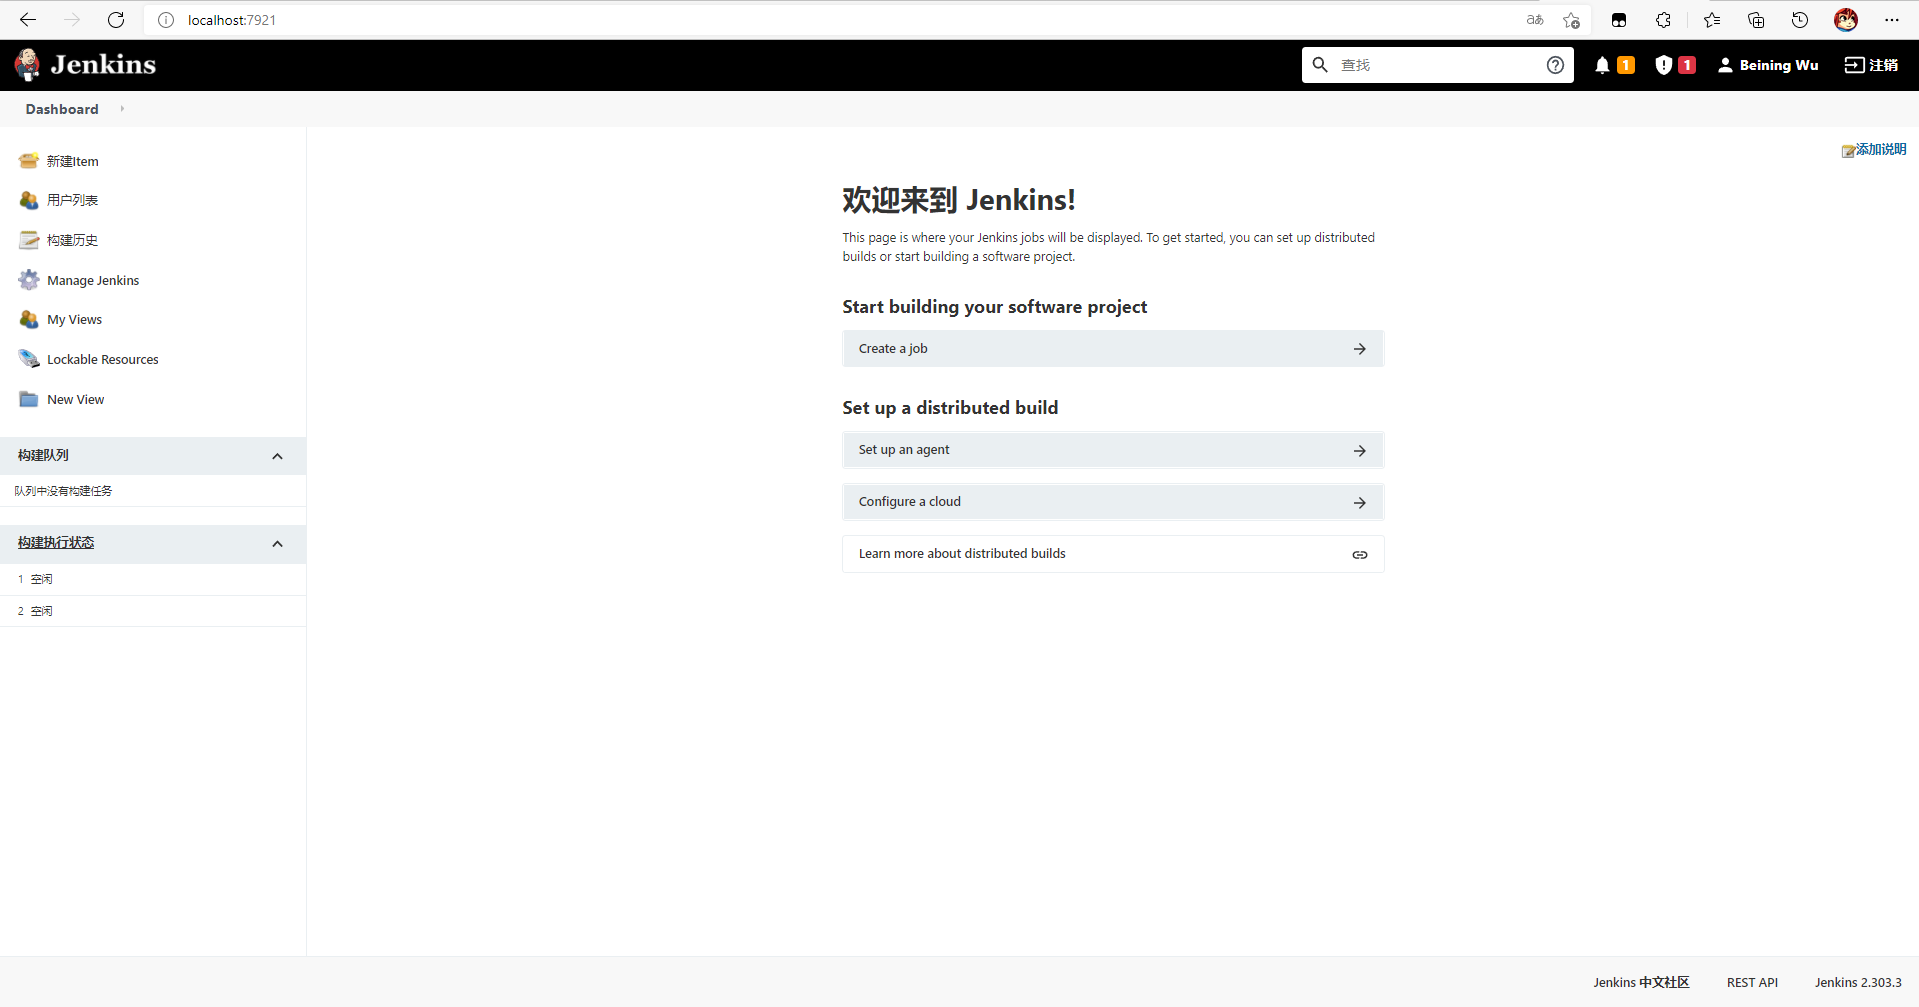 localhost:7921
Jenkins
查找
1
1
Beining Wu
注销
Dashboard
新建Item
用户列表
构建历史
Manage Jenkins
My Views
Lockable Resources
New View
构建队列
队列中没有构建任务
构建执行状态
1 空闲
2 空闲
添加说明
欢迎来到 Jenkins!
This page is where your Jenkins jobs will be displayed. To get started, you can set up distributed
builds or start building a software project.
Start building your software project
Create a job
Set up a distributed build
Set up an agent
Configure a cloud
Learn more about distributed builds
Jenkins 中文社区
REST API
Jenkins 2.303.3